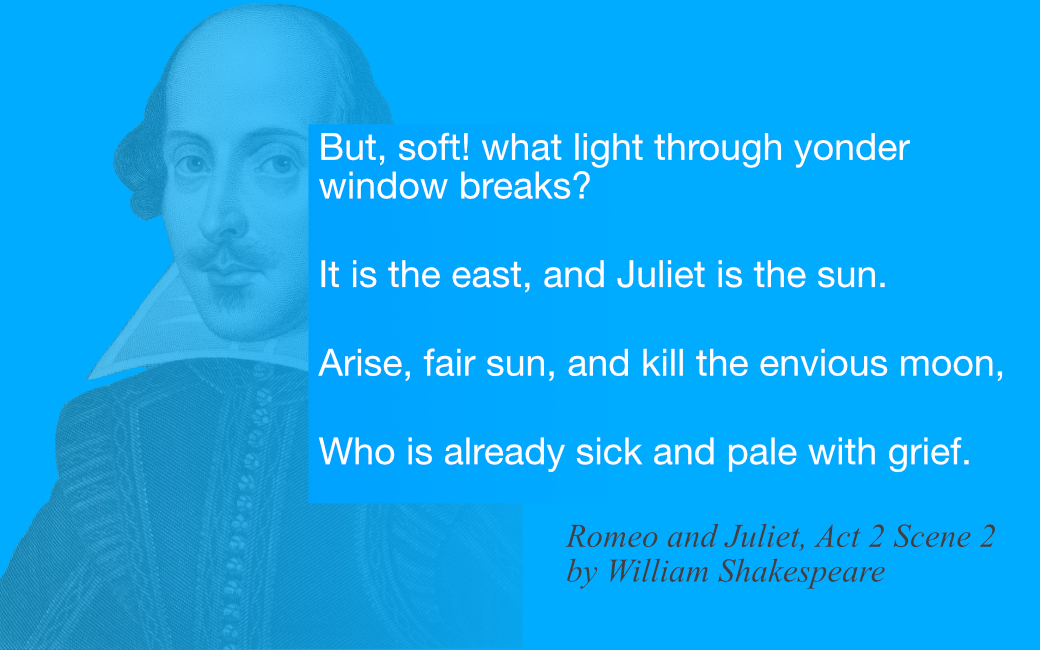 But, soft! what light through yonder
window breaks?
It is the east, and Juliet is the sun.
Arise, fair sun, and kill the envious moon,
Who is already sick and pale with grief.
Romeo and Juliet, Act 2 Scene 2
by William Shakespeare